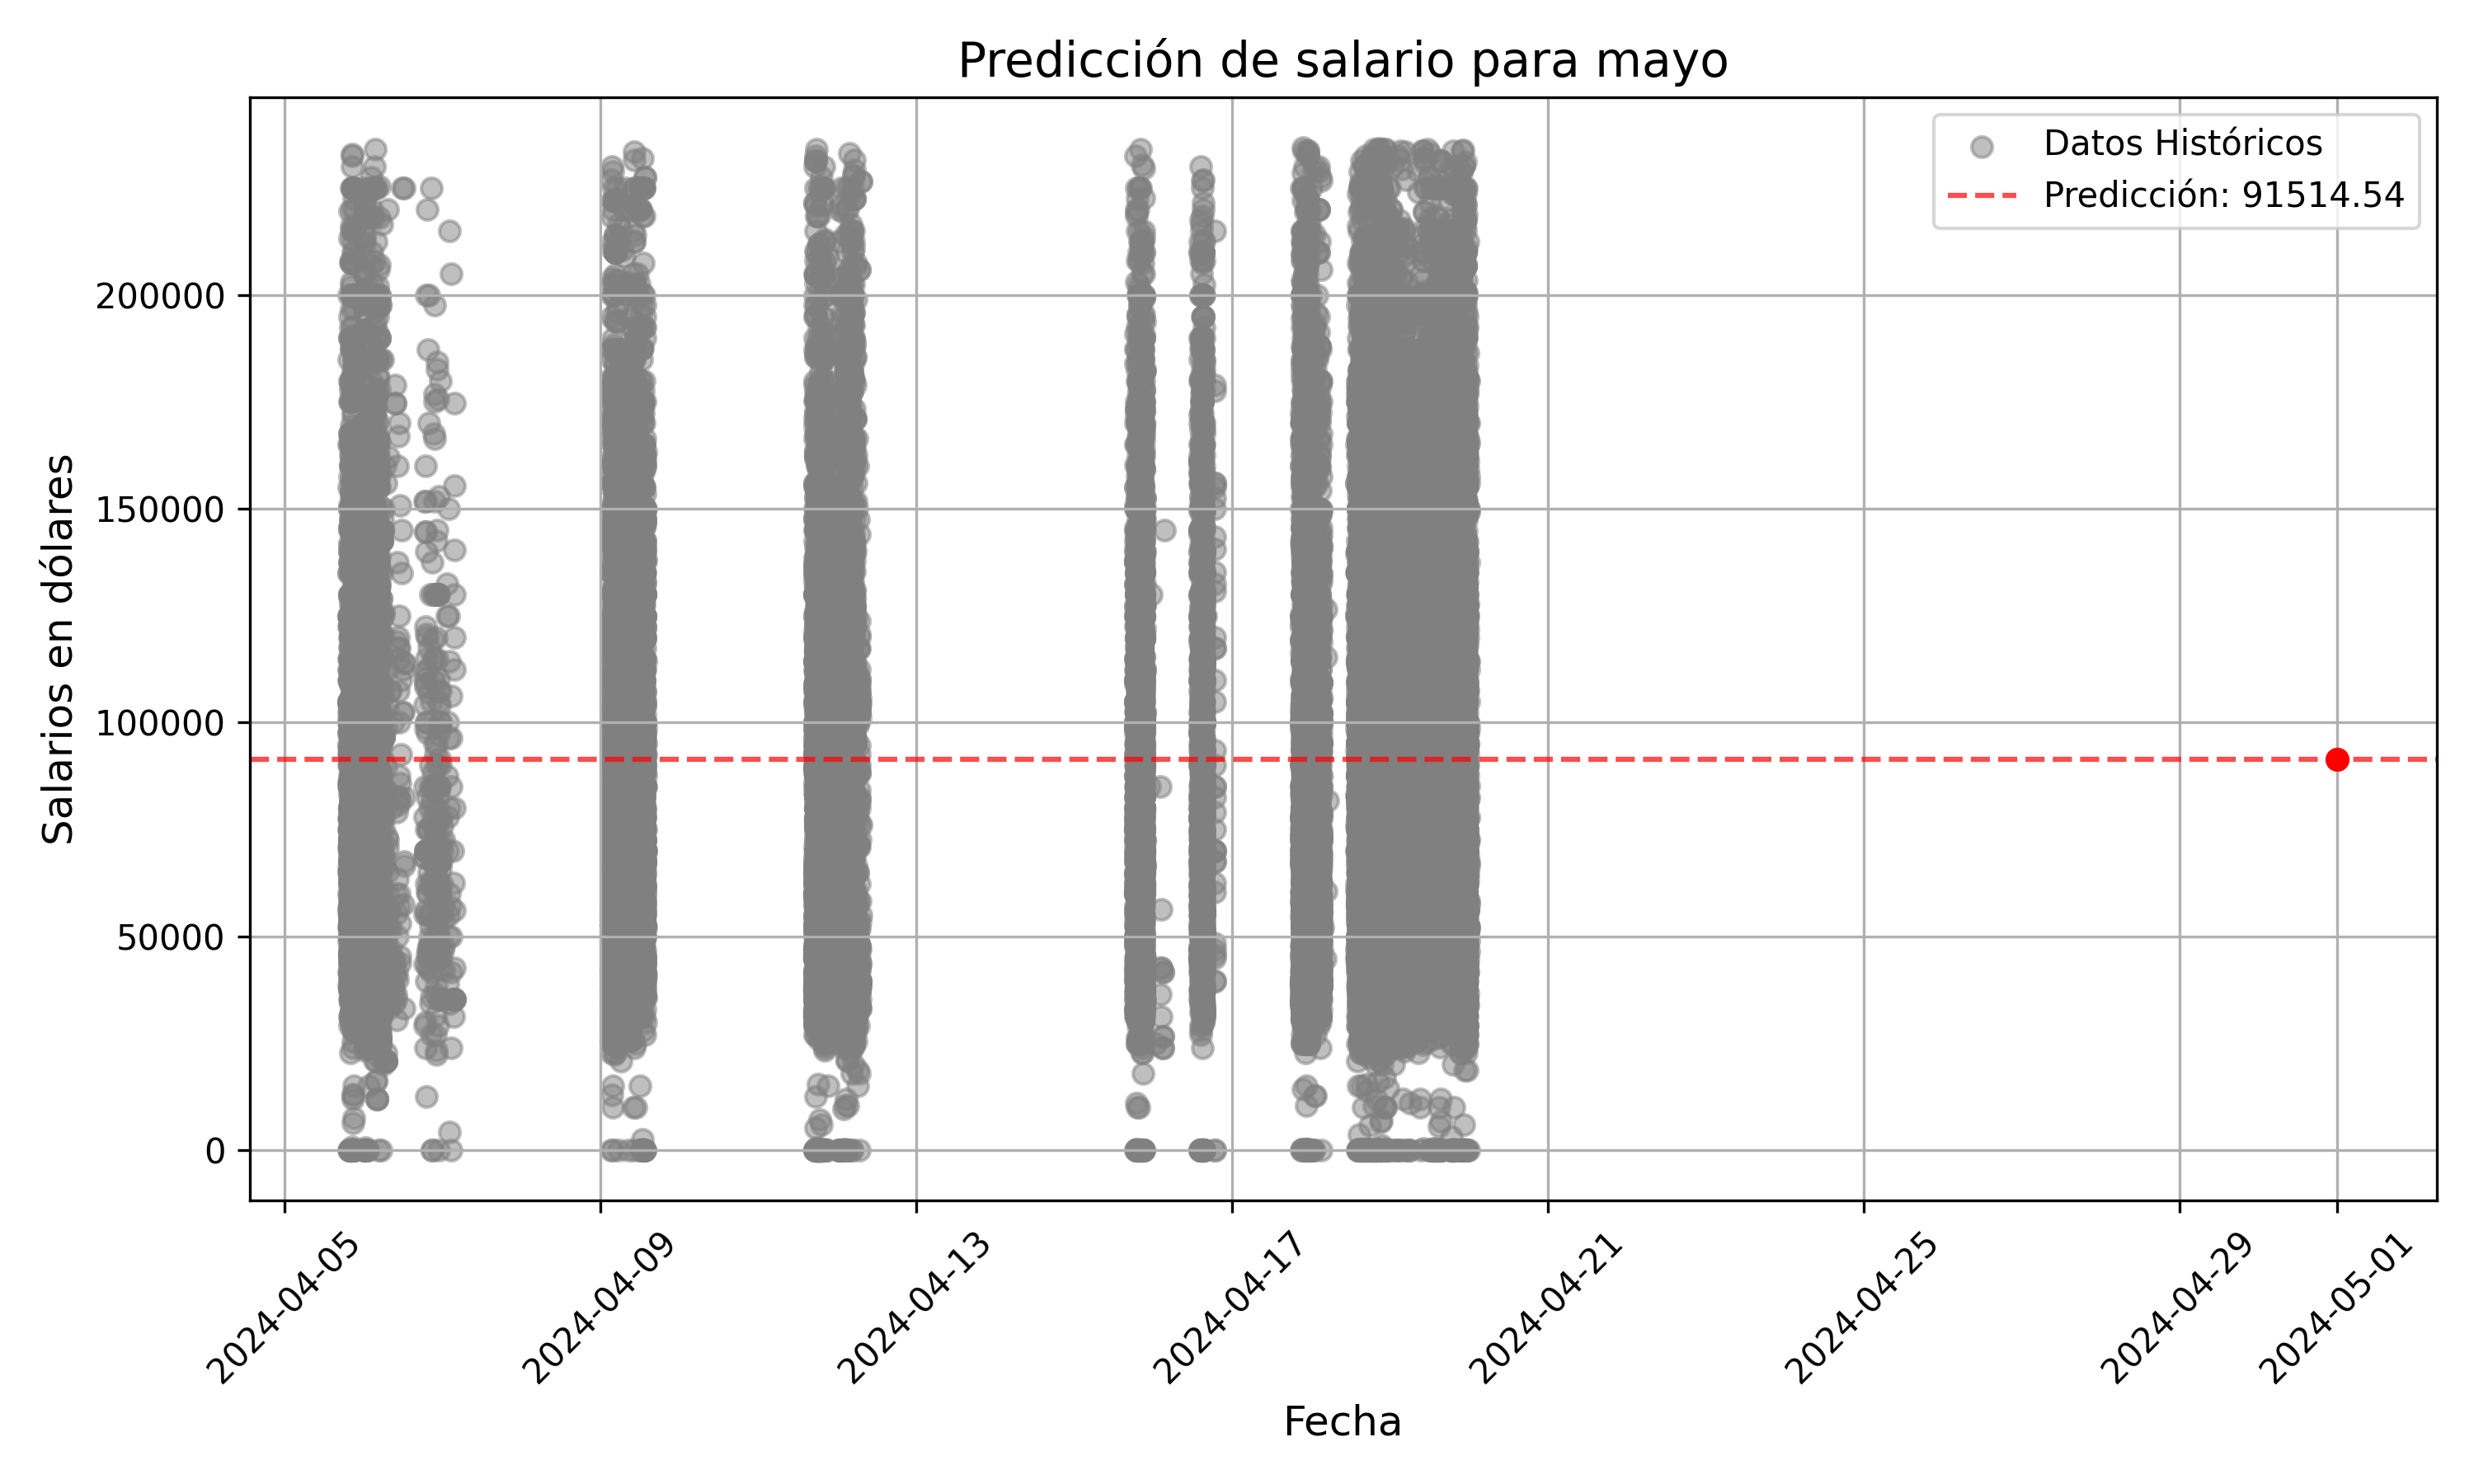 Predicción de salario para mayo
Datos Históricos
Predicción: 91514.54
Salarios en dólares
200000
150000
100000
50000
0
2024-04-05
2024-04-09
2024-04-13
2024-04-17
2024-04-21
2024-04-25
2024-04-29
2024-05-01
Fecha